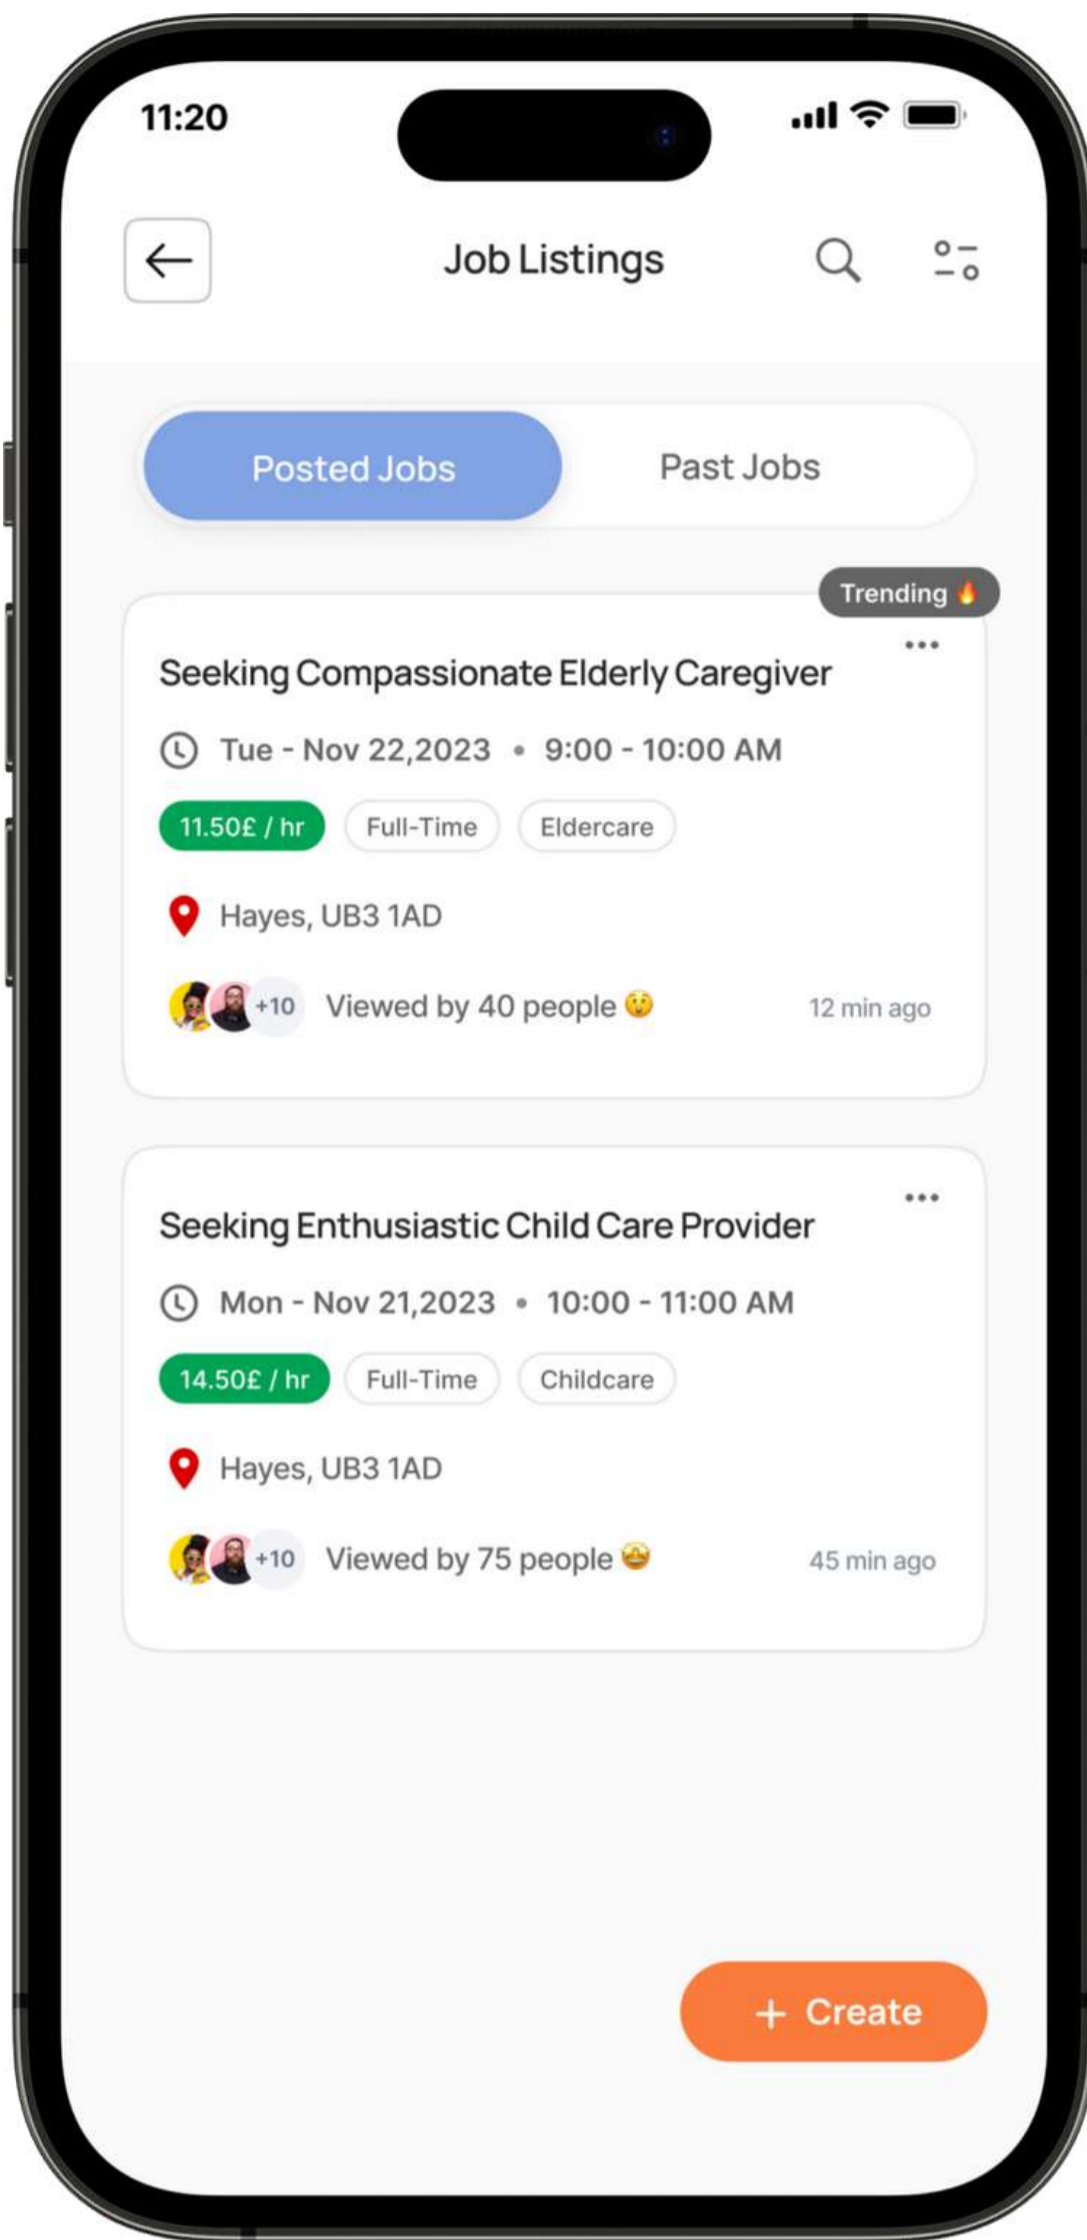 11:20
Job Listings
Posted Jobs
Past Jobs
Trending 🔥
Seeking Compassionate Elderly Caregiver
Tue - Nov 22,2023 • 9:00 - 10:00 AM
11.50£ / hr
Full-Time
Eldercare
Hayes, UB3 1AD
+10 Viewed by 40 people 😲
12 min ago
Seeking Enthusiastic Child Care Provider
Mon - Nov 21,2023 • 10:00 - 11:00 AM
14.50£ / hr
Full-Time
Childcare
Hayes, UB3 1AD
+10 Viewed by 75 people 🤩
45 min ago
+ Create